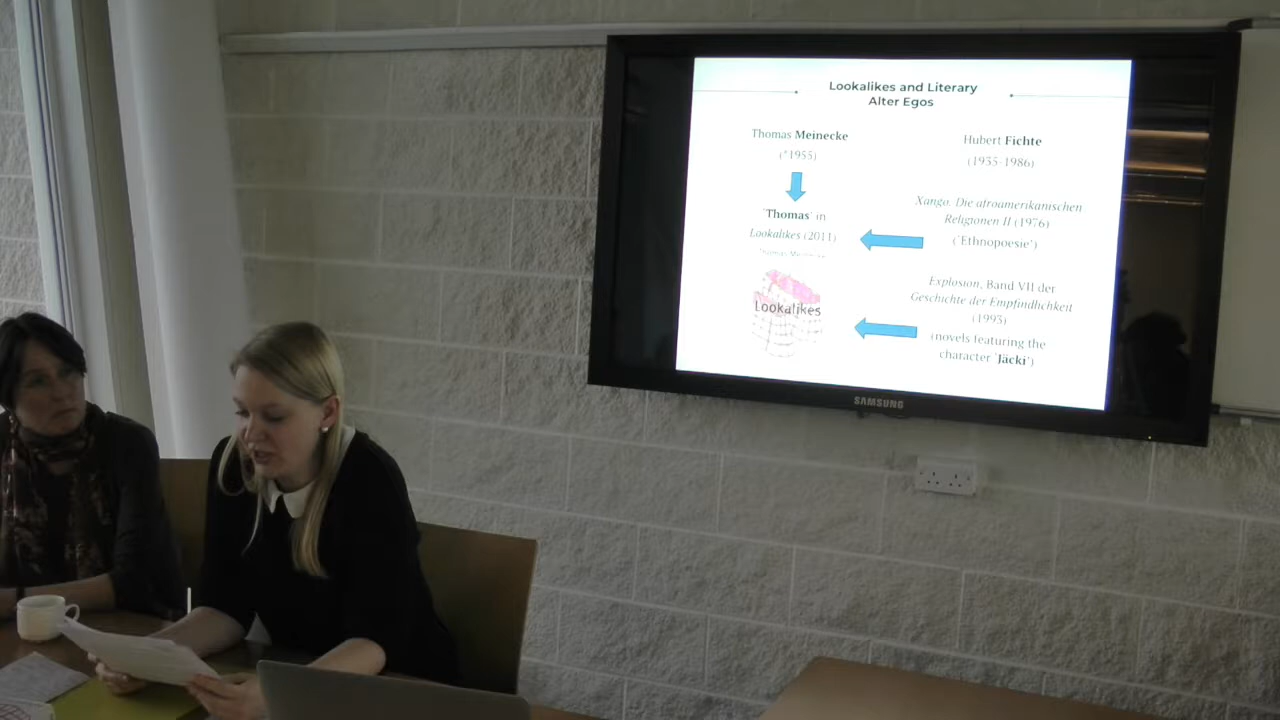 Lookalikes and Literary
Alter Egos
Thomas Meinecke
(*1955)
'Thomas' in
Lookalikes (2011)
Thomas Meinecke
Lookalikes
Hubert Fichte
(1935-1986)
Xango. Die afroamerikanischen
Religionen II (1976)
('Ethnopoesie')
Explosion, Band VII der
Geschichte der Empfindlichkeit
(1993)
(novels featuring the
character 'Jäcki')
SAMSUNG